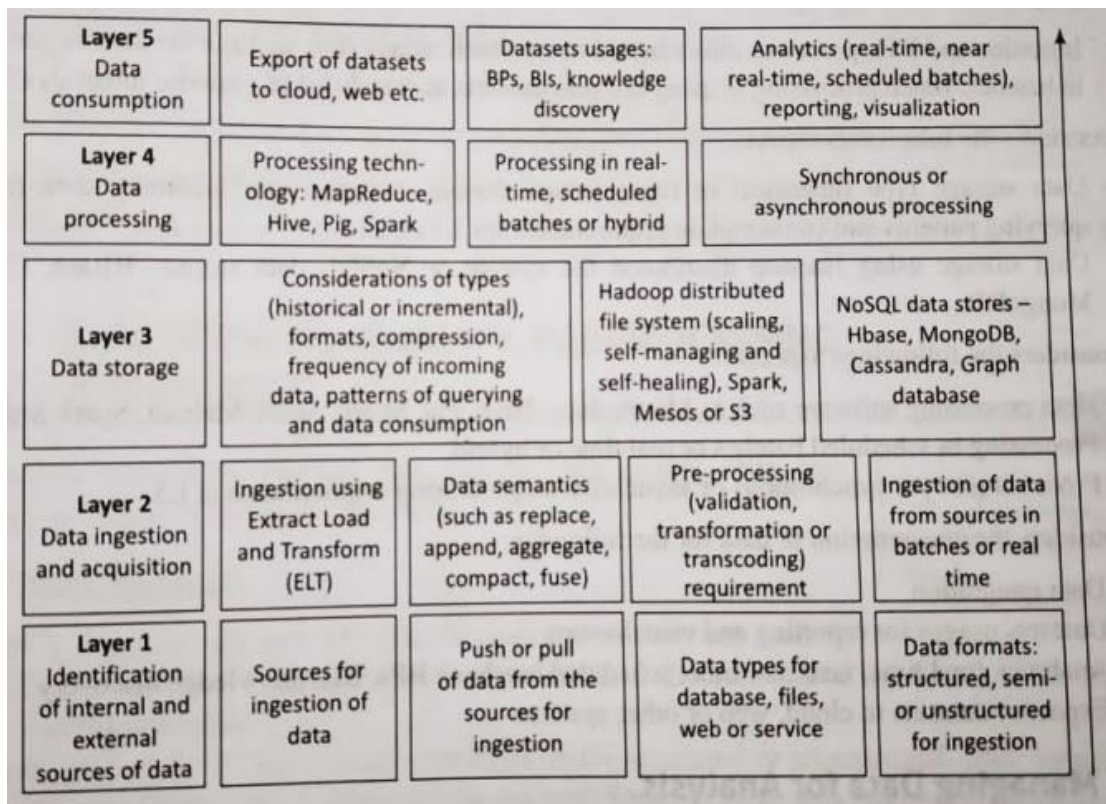 Layer 5
Data
consumption
Export of datasets
to cloud, web etc.
Datasets usages:
BPs, BIs, knowledge
discovery
Analytics (real-time, near
real-time, scheduled batches),
reporting, visualization
Layer 4
Data
processing
Processing techn-
ology: MapReduce,
Hive, Pig, Spark
Processing in real-
time, scheduled
batches or hybrid
Synchronous or
asynchronous processing
Layer 3
Data storage
Considerations of types
(historical or incremental),
formats, compression,
frequency of incoming
data, patterns of querying
and data consumption
Hadoop distributed
file system (scaling,
self-managing and
self-healing), Spark,
Mesos or S3
NoSQL data stores –
Hbase, MongoDB,
Cassandra, Graph
database
Layer 2
Data ingestion
and acquisition
Ingestion using
Extract Load
and Transform
(ELT)
Data semantics
(such as replace,
append, aggregate,
compact, fuse)
Pre-processing
(validation,
transformation or
transcoding)
requirement
Ingestion of data
from sources in
batches or real
time
Layer 1
Identification
of internal and
external
sources of data
Sources for
ingestion of
data
Push or pull
of data from the
sources for
ingestion
Data types for
database, files,
web or service
Data formats:
structured, semi-
or unstructured
for ingestion